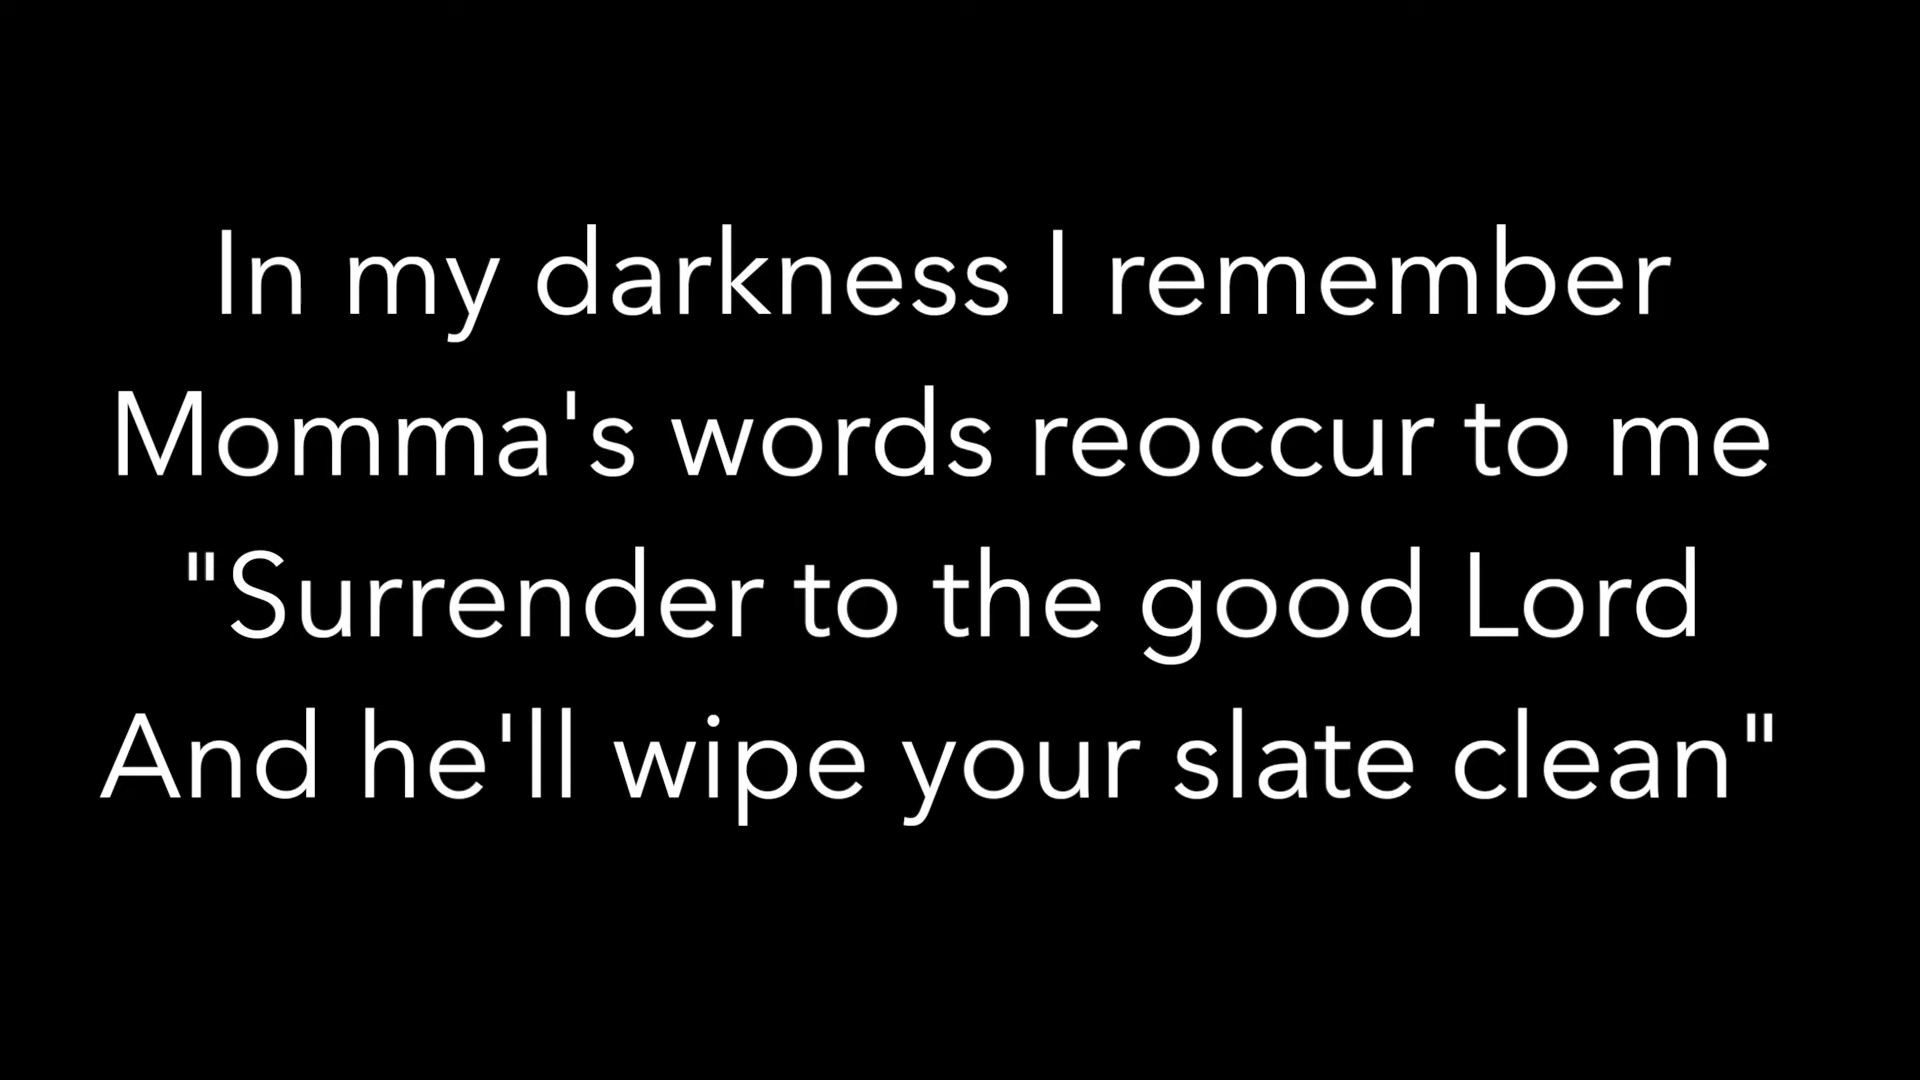 In my darkness I remember
Momma's words reoccur to me
"Surrender to the good Lord
And he'll wipe your slate clean"